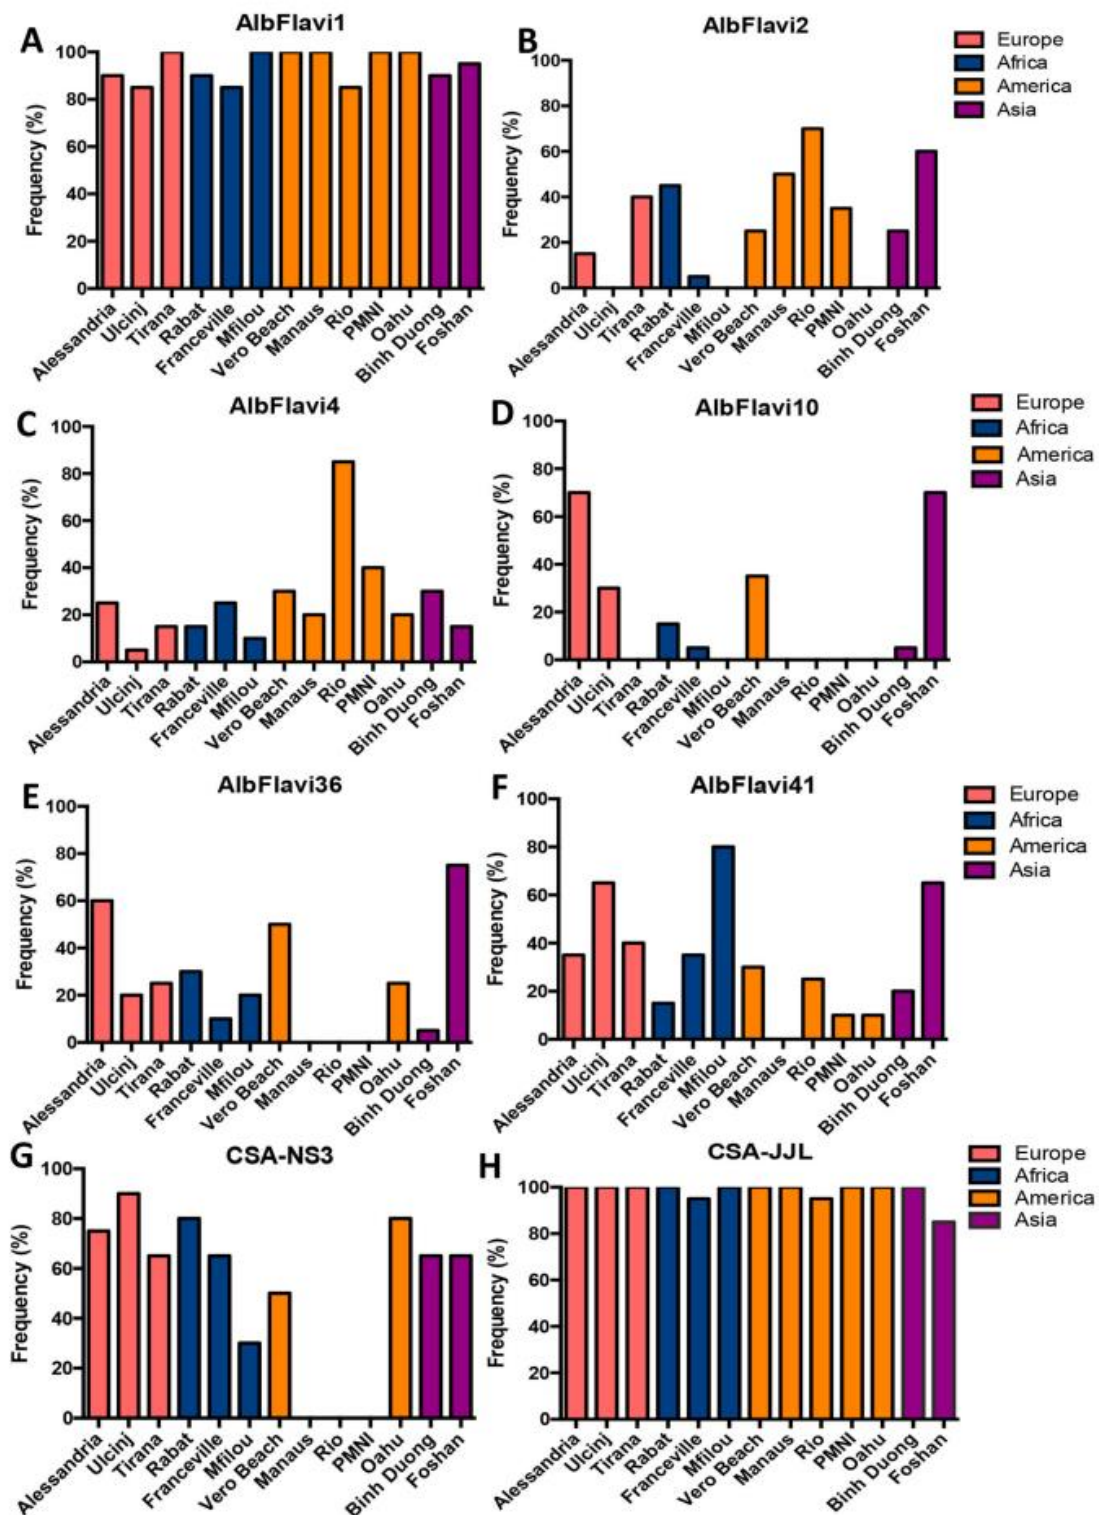 A
AlbFlavi1
Frequency (%)
100
80
60
40
20
0
Alessandria
Ulcinj
Tirana
Rabat
Franceville
Mfilou
Vero Beach
Manaus
Rio
PMNI
Oahu
Binh Duong
Foshan
B
AlbFlavi2
Frequency (%)
100
80
60
40
20
0
Alessandria
Ulcinj
Tirana
Rabat
Franceville
Mfilou
Vero Beach
Manaus
Rio
PMNI
Oahu
Binh Duong
Foshan
Europe
Africa
America
Asia
C
AlbFlavi4
Frequency (%)
100
80
60
40
20
0
Alessandria
Ulcinj
Tirana
Rabat
Franceville
Mfilou
Vero Beach
Manaus
Rio
PMNI
Oahu
Binh Duong
Foshan
D
AlbFlavi10
Frequency (%)
100
80
60
40
20
0
Alessandria
Ulcinj
Tirana
Rabat
Franceville
Mfilou
Vero Beach
Manaus
Rio
PMNI
Oahu
Binh Duong
Foshan
Europe
Africa
America
Asia
E
AlbFlavi36
Frequency (%)
100
80
60
40
20
0
Alessandria
Ulcinj
Tirana
Rabat
Franceville
Mfilou
Vero Beach
Manaus
Rio
PMNI
Oahu
Binh Duong
Foshan
F
AlbFlavi41
Frequency (%)
100
80
60
40
20
0
Alessandria
Ulcinj
Tirana
Rabat
Franceville
Mfilou
Vero Beach
Manaus
Rio
PMNI
Oahu
Binh Duong
Foshan
Europe
Africa
America
Asia
G
CSA-NS3
Frequency (%)
100
80
60
40
20
0
Alessandria
Ulcinj
Tirana
Rabat
Franceville
Mfilou
Vero Beach
Manaus
Rio
PMNI
Oahu
Binh Duong
Foshan
H
CSA-JJL
Frequency (%)
100
80
60
40
20
0
Alessandria
Ulcinj
Tirana
Rabat
Franceville
Mfilou
Vero Beach
Manaus
Rio
PMNI
Oahu
Binh Duong
Foshan
Europe
Africa
America
Asia